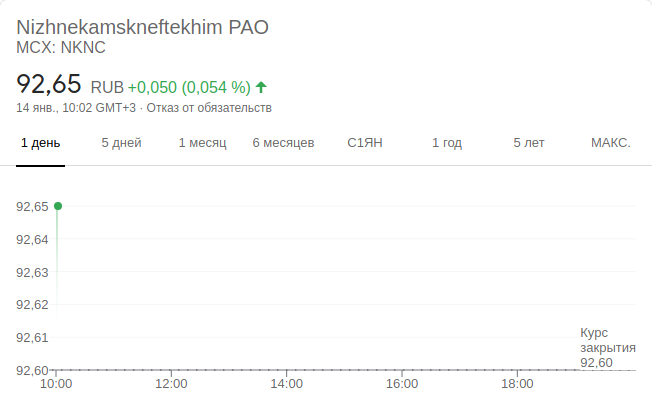 Nizhnekamskneftekhim PAO
MCX: NKNC
92,65 RUB +0,050 (0,054 %)
14 янв., 10:02 GMT+3 · Отказ от обязательств
1 день 5 дней 1 месяц 6 месяцев С1ЯН 1 год 5 лет МАКС.
92,65
92,64
92,63
92,62
92,61
Курс
закрытия
92,60
92,60
10:00 12:00 14:00 16:00 18:00